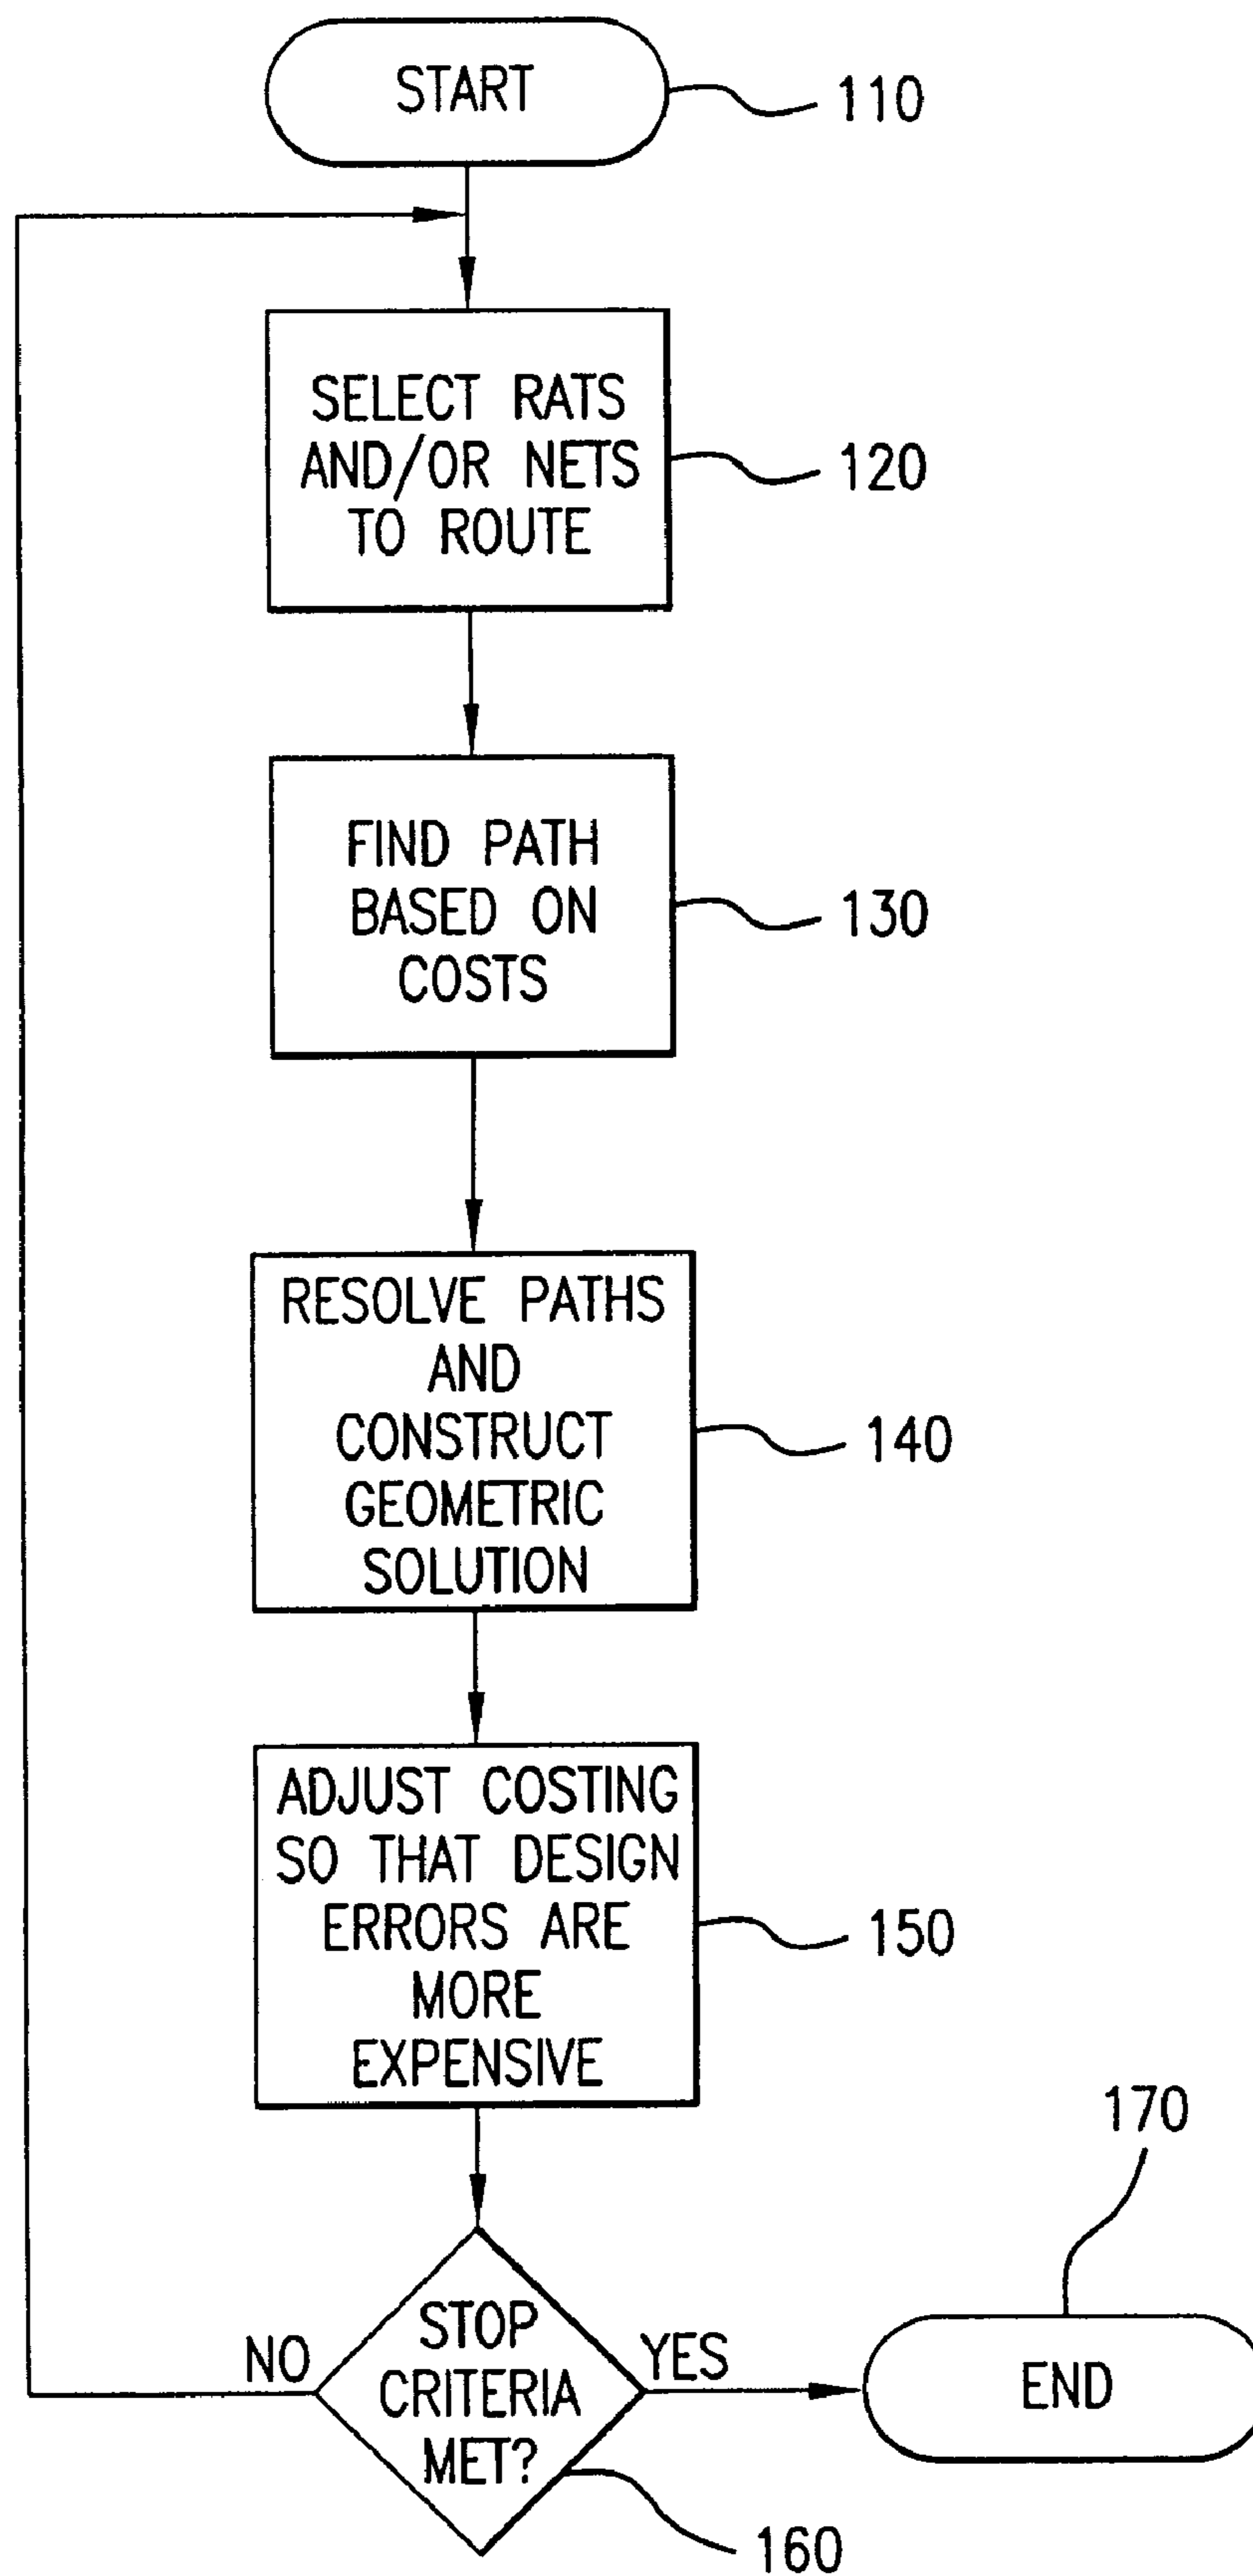 START
110
SELECT RATS
AND/OR NETS
TO ROUTE
120
FIND PATH
BASED ON
COSTS
130
RESOLVE PATHS
AND
CONSTRUCT
GEOMETRIC
SOLUTION
140
ADJUST COSTING
SO THAT DESIGN
ERRORS ARE
MORE
EXPENSIVE
150
170
STOP
CRITERIA
MET?
NO
YES
END
160